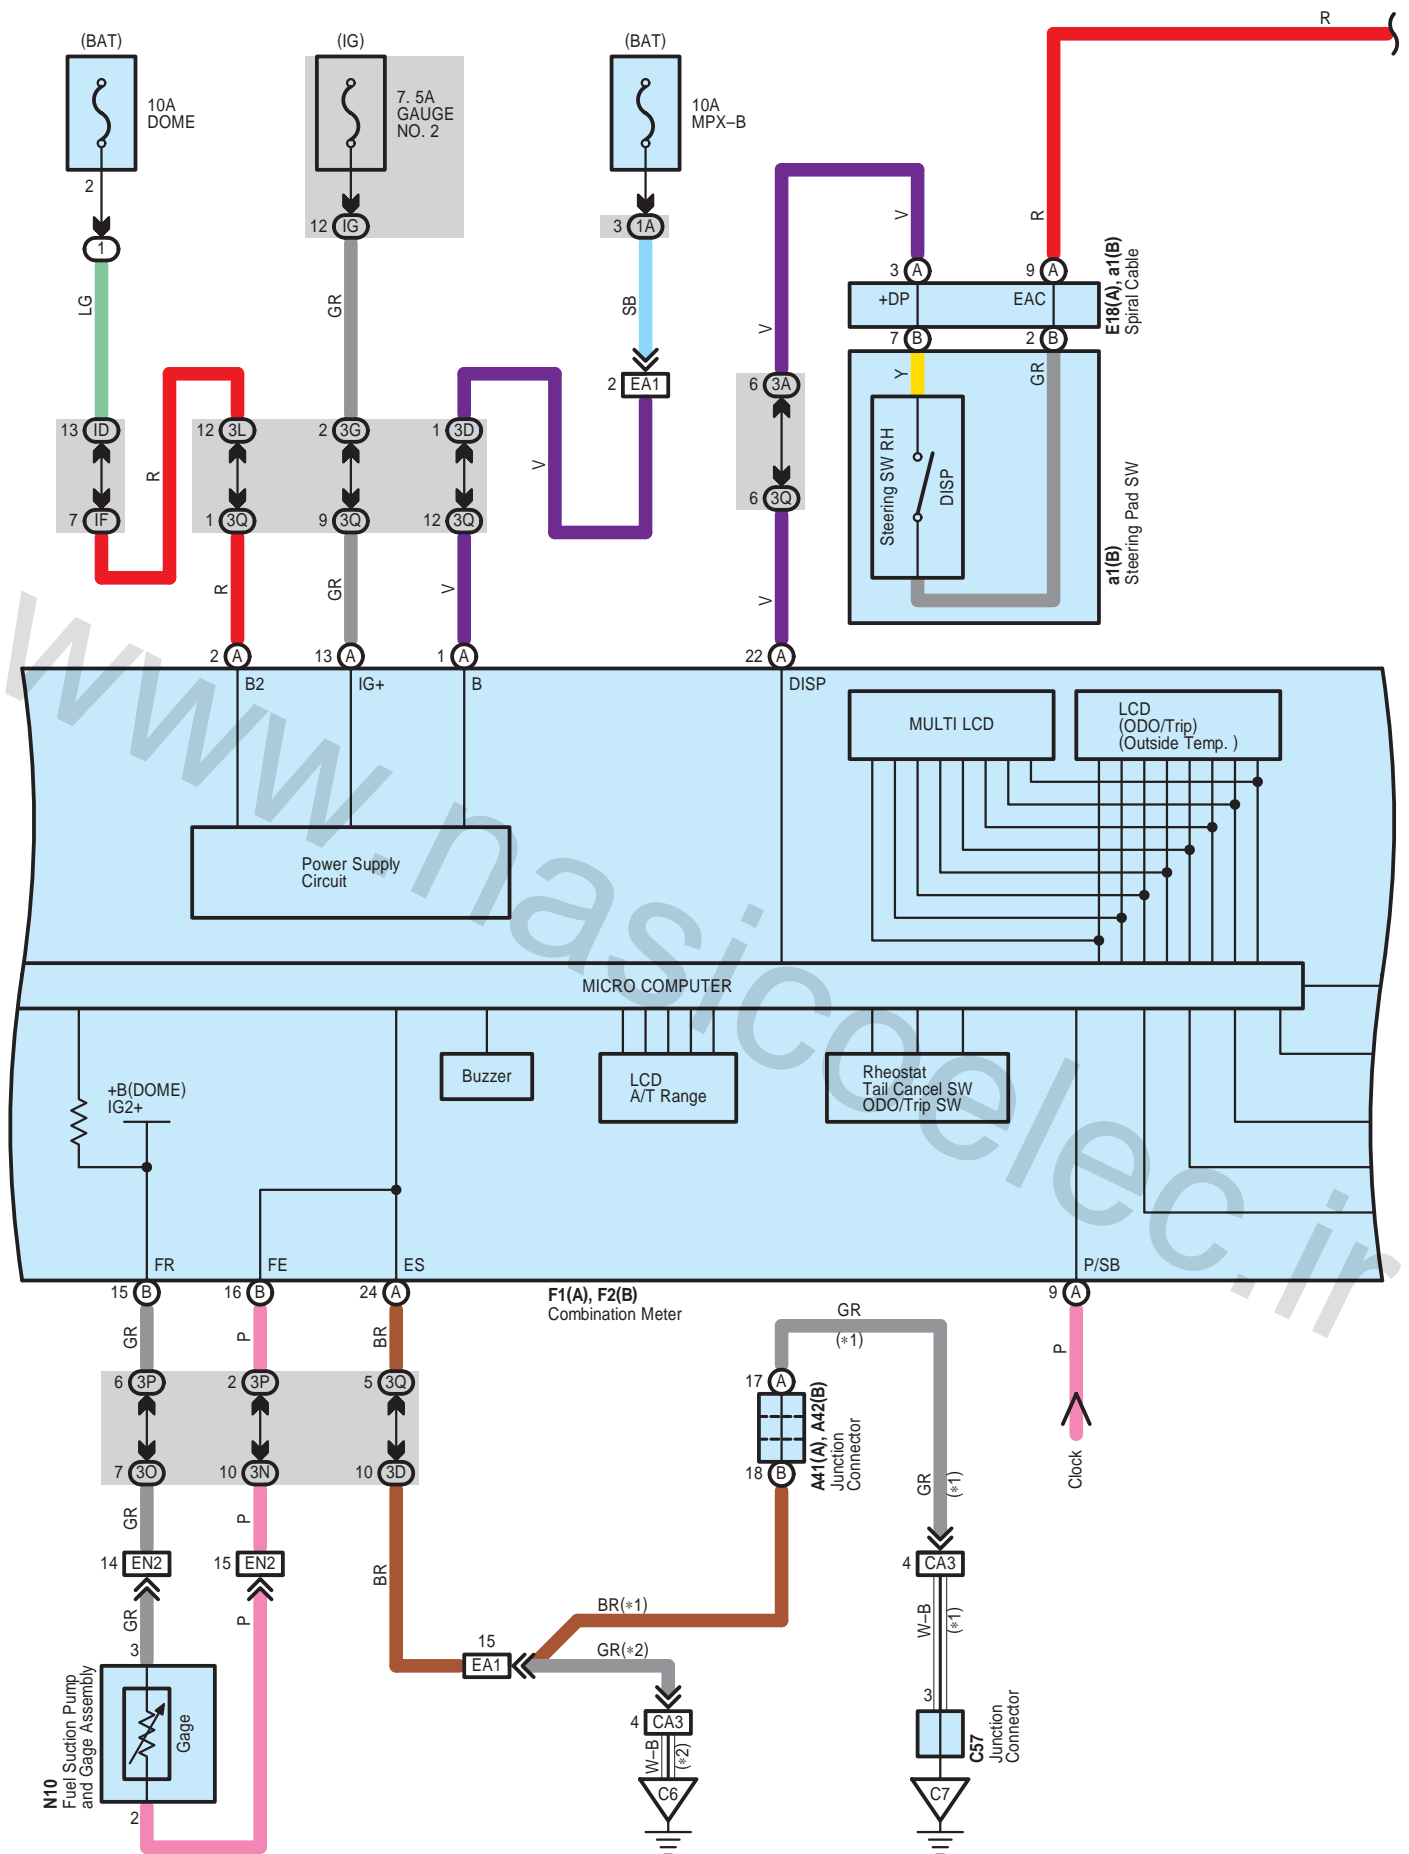 (BAT)
(IG)
(BAT)
R
10A
DOME
7. 5A
GAUGE
NO. 2
10A
MPX–B
2
12 IG
3 1A
1
LG
GR
SB
V
R
3 A
9 A
+DP
EAC
E18(A), a1(B)
Spiral Cable
7 B
2 B
V
Y
GR
2 EA1
6 3A
13 ID
12 3L
2 3G
1 3D
R
V
6 3Q
Steering SW RH
DISP
a1(B)
Steering Pad SW
7 IF
1 3Q
9 3Q
12 3Q
R
GR
V
V
2 A
13 A
1 A
22 A
B2
IG+
B
DISP
MULTI LCD
LCD
(ODO/Trip)
(Outside Temp. )
Power Supply
Circuit
www.nasicoelec.ir
MICRO COMPUTER
+B(DOME)
IG2+
Buzzer
LCD
A/T Range
Rheostat
Tail Cancel SW
ODO/Trip SW
FR
FE
ES
P/SB
15 B
16 B
24 A
F1(A), F2(B)
Combination Meter
9 A
GR
P
BR
GR
(*1)
P
6 3P
2 3P
5 3Q
17 A
A41(A), A42(B)
Junction
Connector
7 3O
10 3N
10 3D
18 B
GR
(*1)
Clock
GR
P
14 EN2
15 EN2
BR
4 CA3
GR
P
BR(*1)
W–B
(*1)
15
EA1
GR(*2)
3
N10
Fuel Suction Pump
and Gage Assembly
Gage
2
4 CA3
W–B
(*2)
C6
3
C57
Junction
Connector
C7